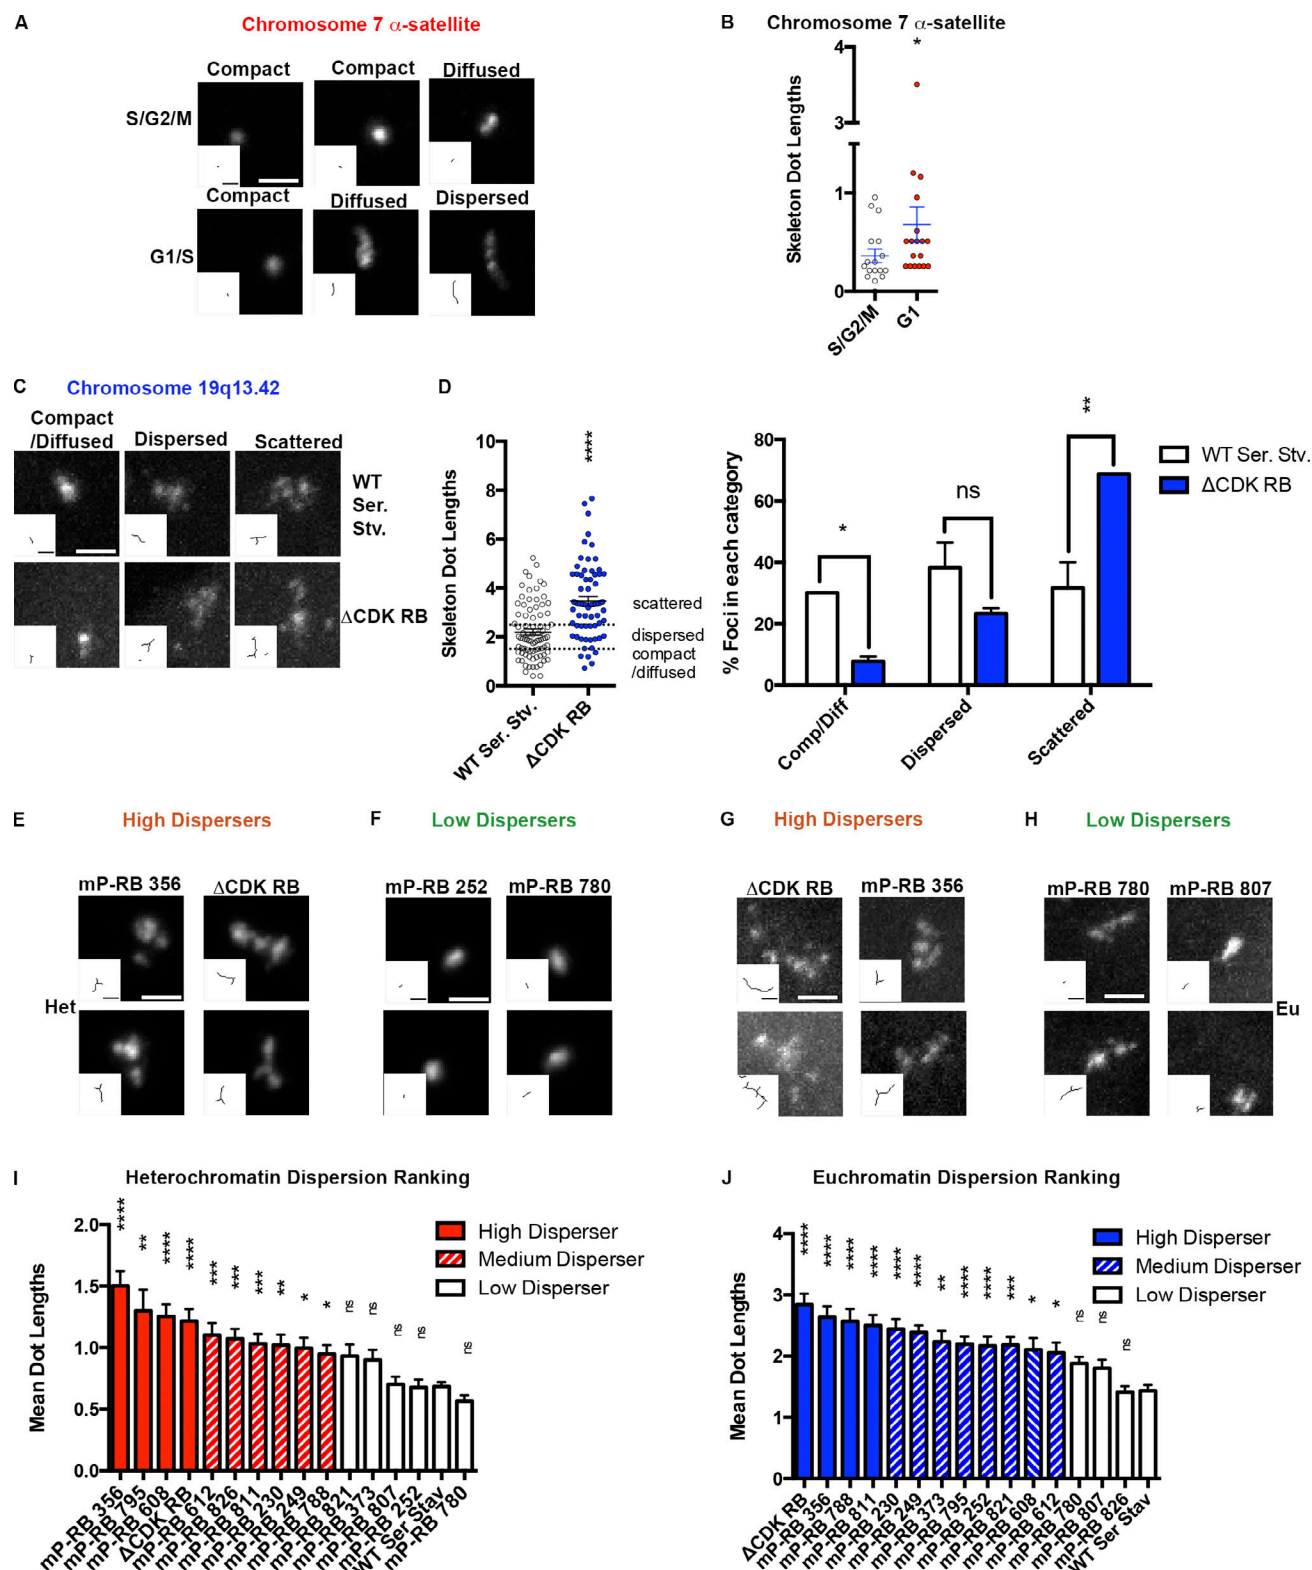 A
Chromosome 7 α-satellite
Compact
Compact
Diffused
S/G2/M
Compact
Diffused
Dispersed
G1/S
B
Chromosome 7 α-satellite
Skeleton Dot Lengths
4
3
1
0
*
S/G2/M
G1
C
Chromosome 19q13.42
Compact
/Diffused
Dispersed
Scattered
WT
Ser.
Stv.
ΔCDK RB
D
Skeleton Dot Lengths
10
8
6
4
2
0
****
scattered
dispersed
compact
/diffused
WT Ser. Stv.
ΔCDK RB
% Foci in each category
80
60
40
20
0
*
ns
**
WT Ser. Stv.
ΔCDK RB
Comp/Diff
Dispersed
Scattered
E
High Dispersers
mP-RB 356
ΔCDK RB
Het
F
Low Dispersers
mP-RB 252
mP-RB 780
G
High Dispersers
ΔCDK RB
mP-RB 356
H
Low Dispersers
mP-RB 780
mP-RB 807
Eu
I
Heterochromatin Dispersion Ranking
Mean Dot Lengths
2.0
1.5
1.0
0.5
0.0
****
**
****
****
***
***
***
**
*
*
ns
ns
ns
ns
ns
High Disperser
Medium Disperser
Low Disperser
mP-RB 356
mP-RB 795
mP-RB 608
ΔCDK RB
mP-RB 612
mP-RB 826
mP-RB 811
mP-RB 230
mP-RB 249
mP-RB 788
mP-RB 821
mP-RB 373
mP-RB 807
mP-RB 252
WT Ser Stav
mP-RB 780
J
Euchromatin Dispersion Ranking
Mean Dot Lengths
4
3
2
1
0
****
****
****
****
****
****
**
****
****
***
*
*
ns
ns
ns
High Disperser
Medium Disperser
Low Disperser
ΔCDK RB
mP-RB 356
mP-RB 788
mP-RB 811
mP-RB 230
mP-RB 249
mP-RB 373
mP-RB 795
mP-RB 252
mP-RB 821
mP-RB 608
mP-RB 612
mP-RB 780
mP-RB 807
mP-RB 826
WT Ser Stav